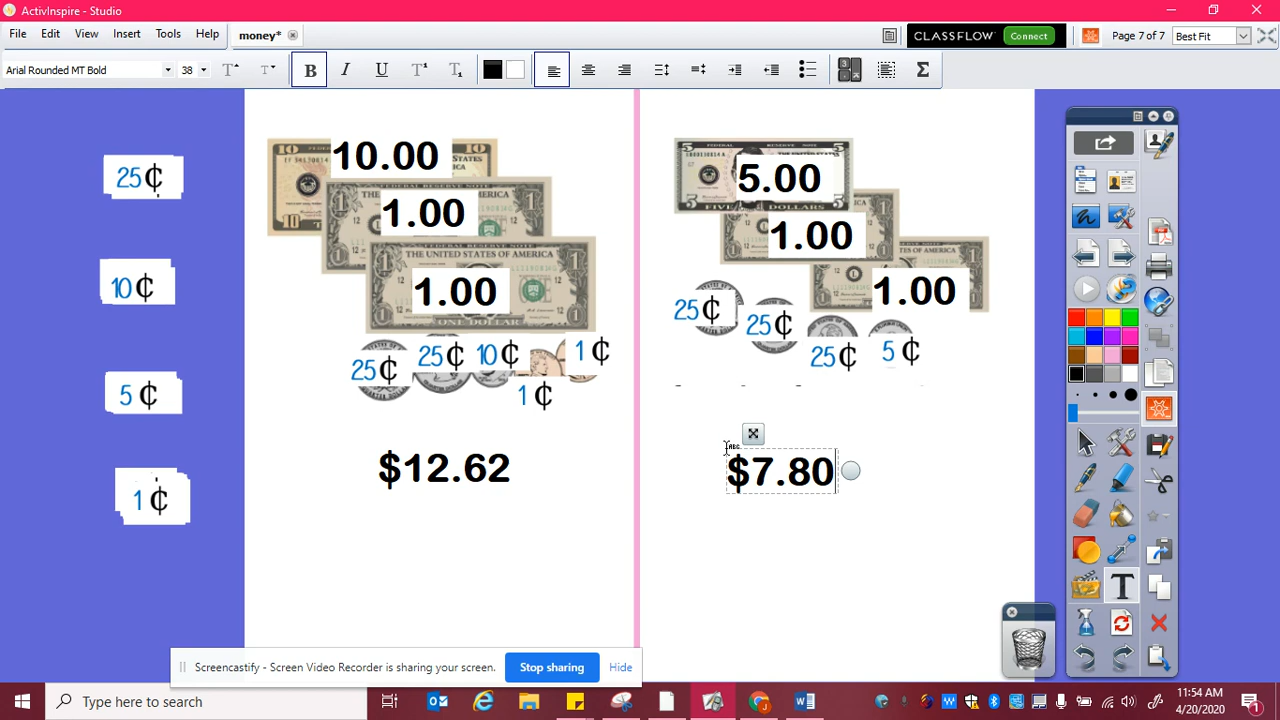 ActivInspire - Studio
File Edit View Insert Tools Help
money*
CLASSFLOW Connect
Page 7 of 7
Best Fit
Arial Rounded MT Bold
38
B I U
25¢
10¢
5¢
1¢
10.00
1.00
1.00
25¢
25¢
10¢
1¢
1¢
$12.62
5.00
1.00
1.00
25¢
25¢
25¢
5¢
$7.80
Screencastify - Screen Video Recorder is sharing your screen.
Stop sharing
Hide
Type here to search
11:54 AM
4/20/2020